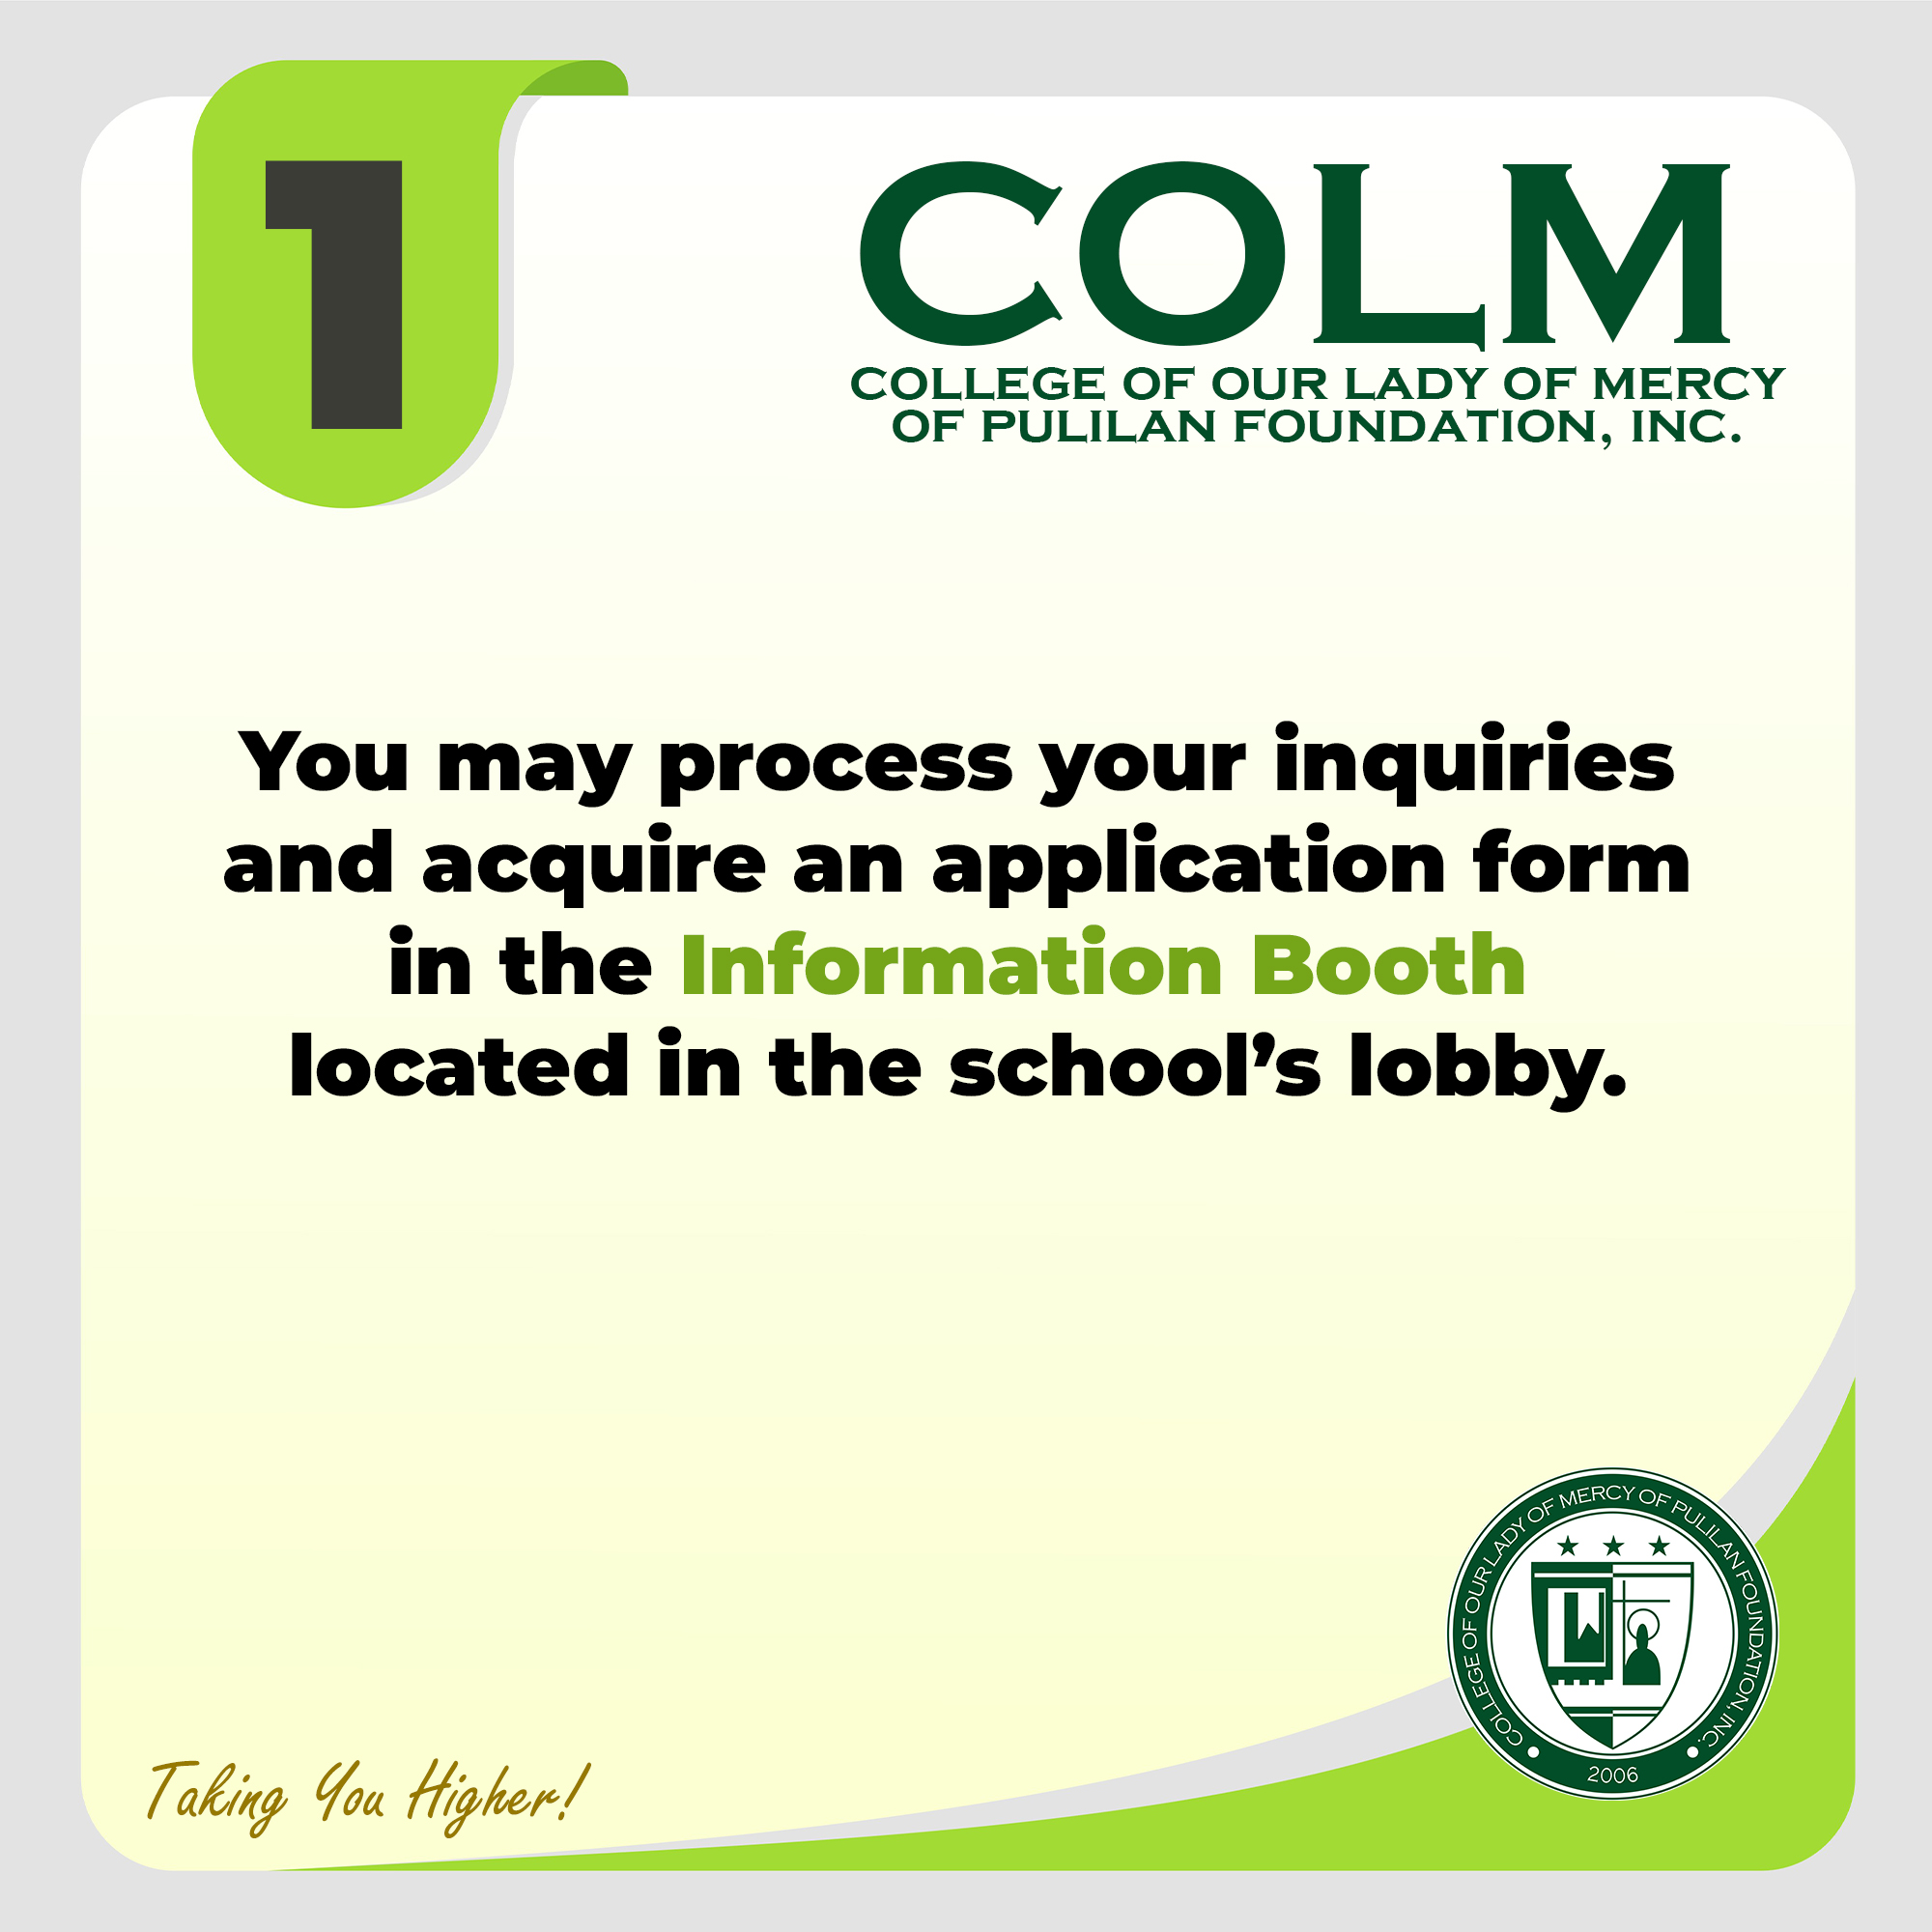 1
COLM
COLLEGE OF OUR LADY OF MERCY
OF PULILAN FOUNDATION, INC.
You may process your inquiries
and acquire an application form
in the Information Booth
located in the school’s lobby.
Taking You Higher!
COLLEGE OF OUR LADY OF MERCY OF PULILAN FOUNDATION, INC.
2006